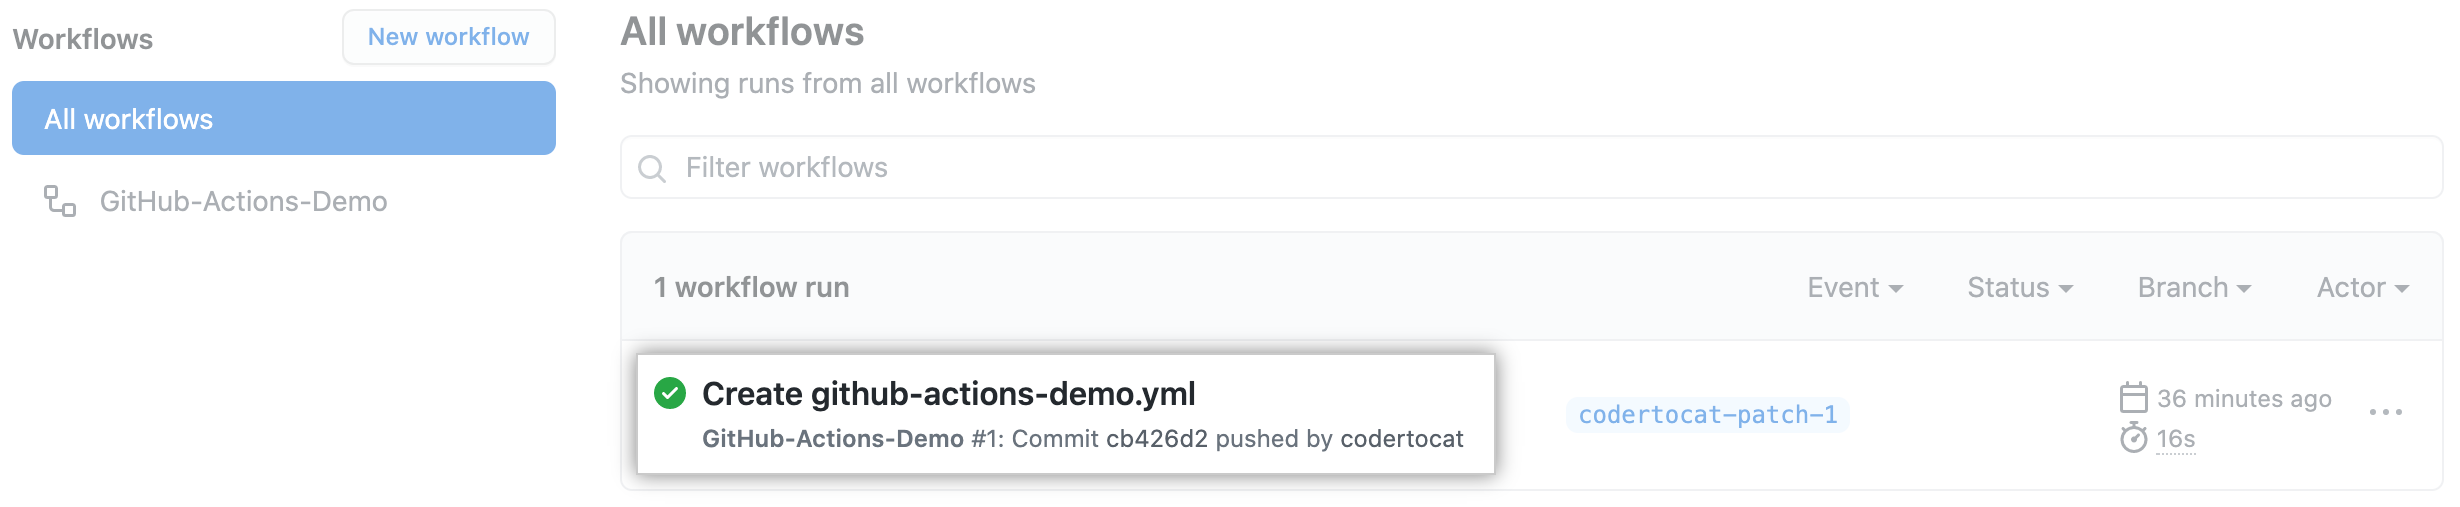 Workflows
New workflow
All workflows
GitHub-Actions-Demo
All workflows
Showing runs from all workflows
Filter workflows
1 workflow run
Event
Status
Branch
Actor
Create github-actions-demo.yml
GitHub-Actions-Demo #1: Commit cb426d2 pushed by codertocat
codertocat-patch-1
36 minutes ago
16s